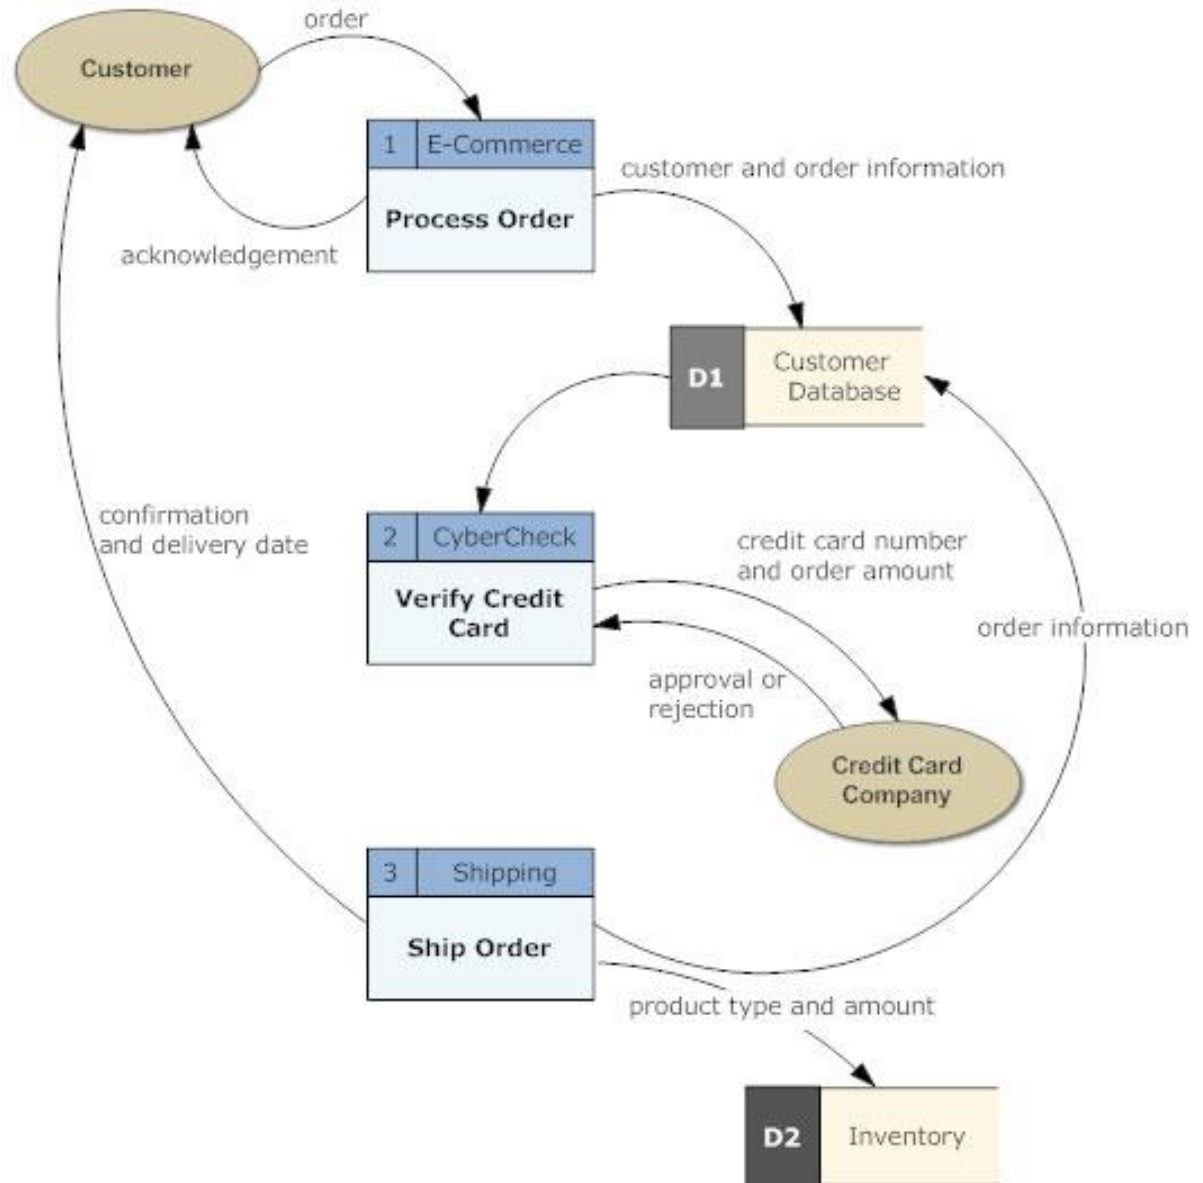 order
Customer
1 E-Commerce
Process Order
customer and order information
acknowledgement
D1
Customer
Database
confirmation
and delivery date
2 CyberCheck
Verify Credit
Card
credit card number
and order amount
order information
approval or
rejection
Credit Card
Company
3 Shipping
Ship Order
product type and amount
D2 Inventory